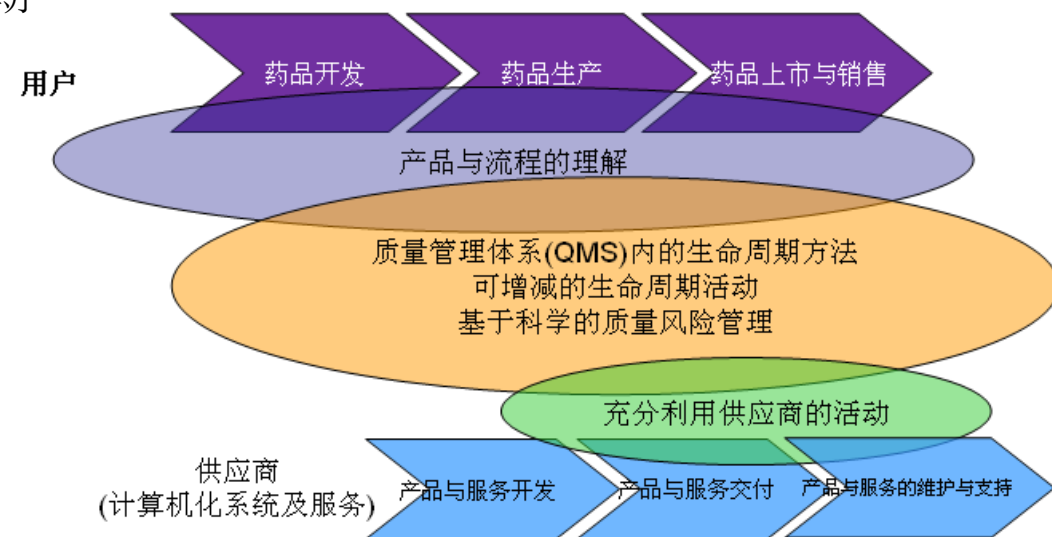 用户
药品开发
药品生产
药品上市与销售
产品与流程的理解
质量管理体系(QMS)内的生命周期方法
可增减的生命周期活动
基于科学的质量风险管理
充分利用供应商的活动
供应商
(计算机化系统及服务)
产品与服务开发
产品与服务交付
产品与服务的维护与支持